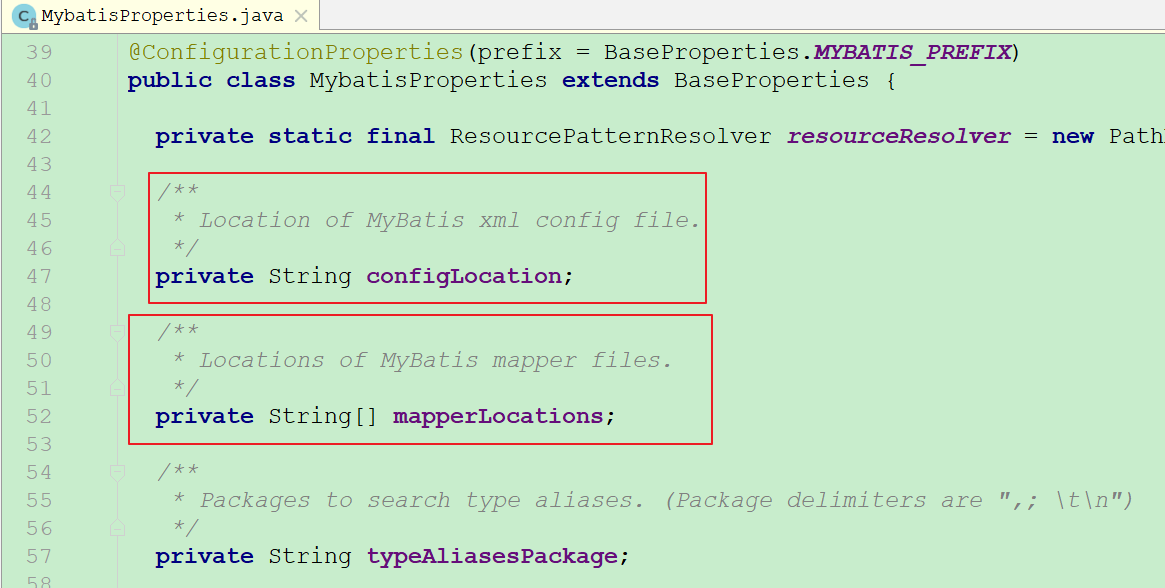 C MybatisProperties.java ×
39 @ConfigurationProperties(prefix = BaseProperties.MYBATIS_PREFIX)
40 public class MybatisProperties extends BaseProperties {
41
42 private static final ResourcePatternResolver resourceResolver = new Path
43
44 /**
45 * Location of MyBatis xml config file.
46 */
47 private String configLocation;
48
49 /**
50 * Locations of MyBatis mapper files.
51 */
52 private String[] mapperLocations;
53
54 /**
55 * Packages to search type aliases. (Package delimiters are ",; \t\n")
56 */
57 private String typeAliasesPackage;
58